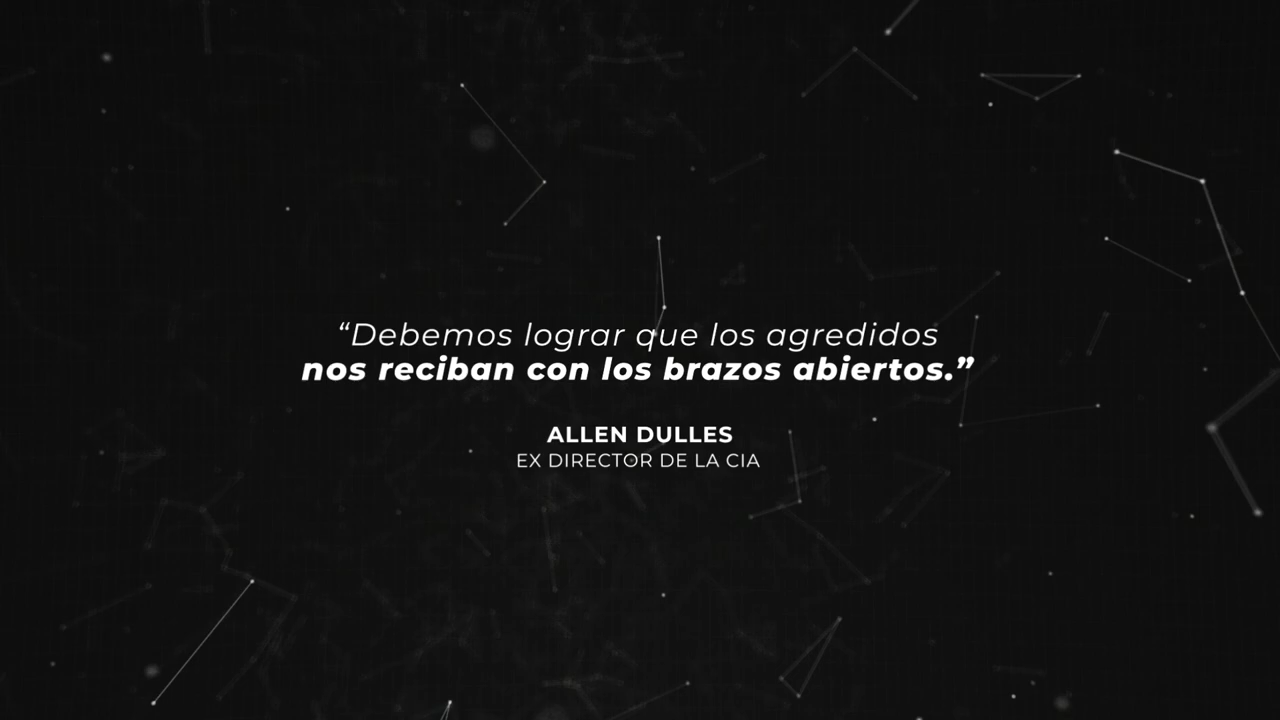 “Debemos lograr que los agredidos
nos reciban con los brazos abiertos.”
ALLEN DULLES
EX DIRECTOR DE LA CIA